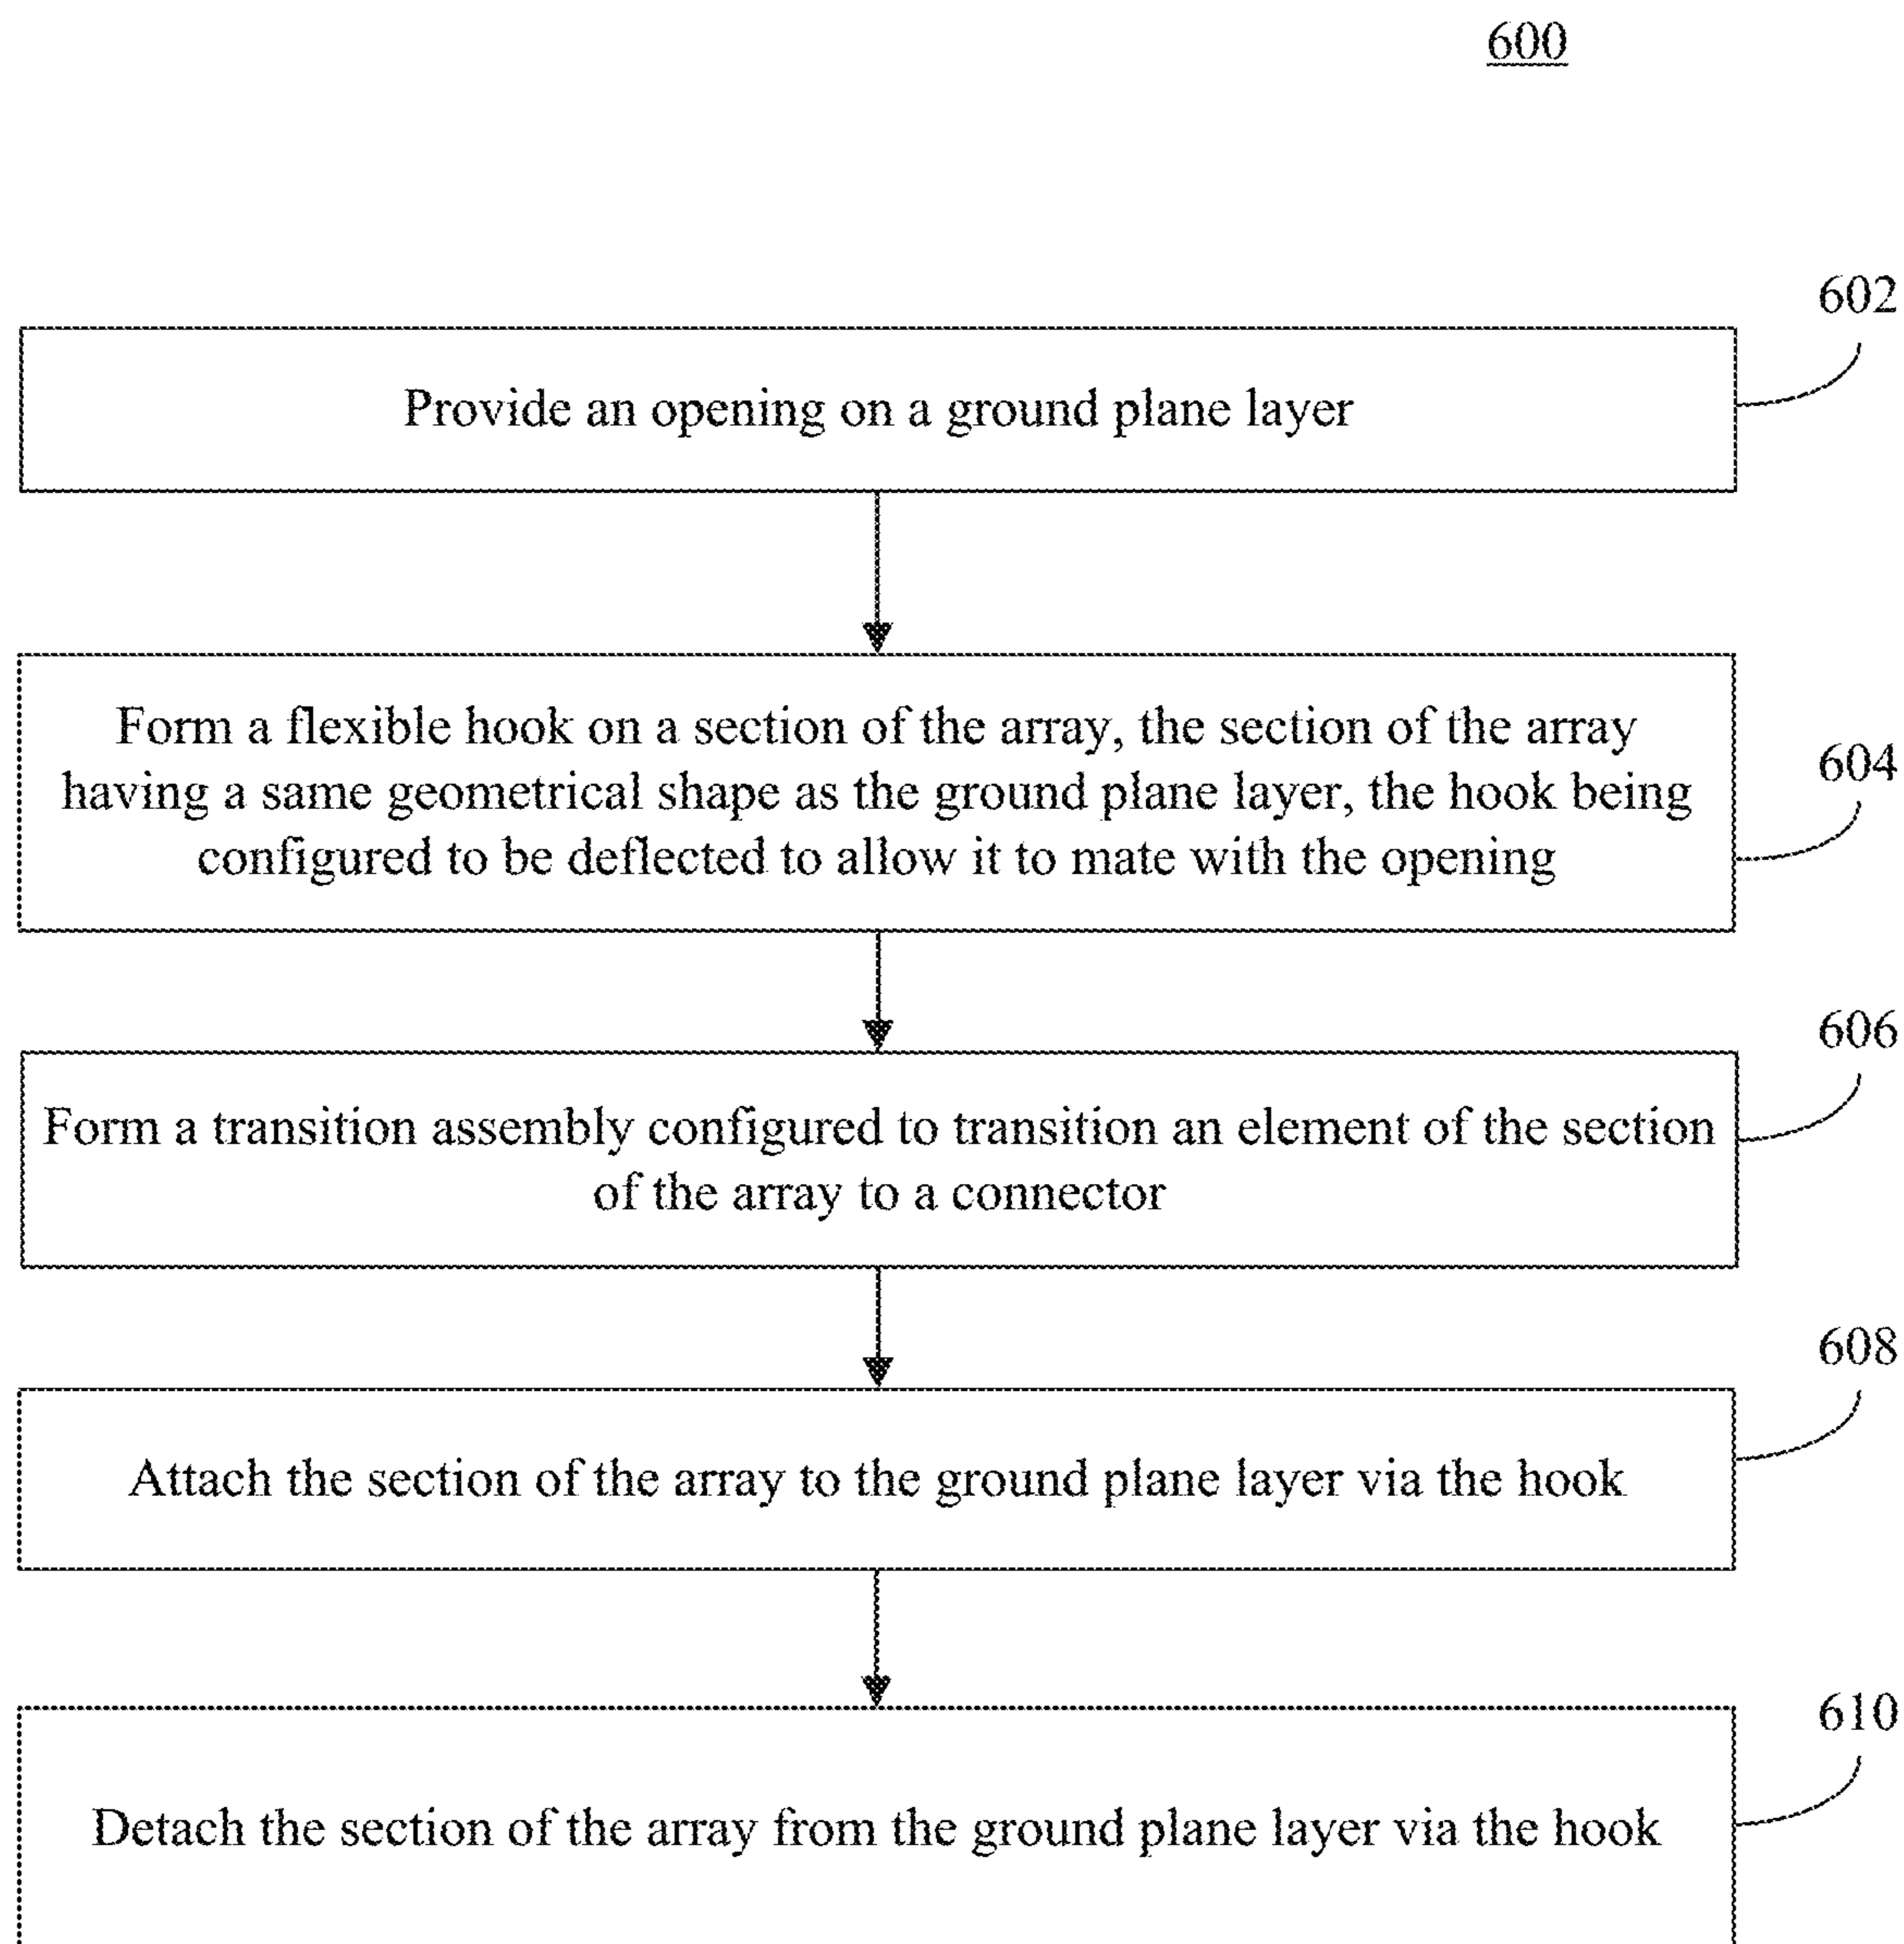 600
602
Provide an opening on a ground plane layer
Form a flexible hook on a section of the array, the section of the array
having a same geometrical shape as the ground plane layer, the hook being
configured to be deflected to allow it to mate with the opening
604
606
Form a transition assembly configured to transition an element of the section
of the array to a connector
608
Attach the section of the array to the ground plane layer via the hook
610
Detach the section of the array from the ground plane layer via the hook